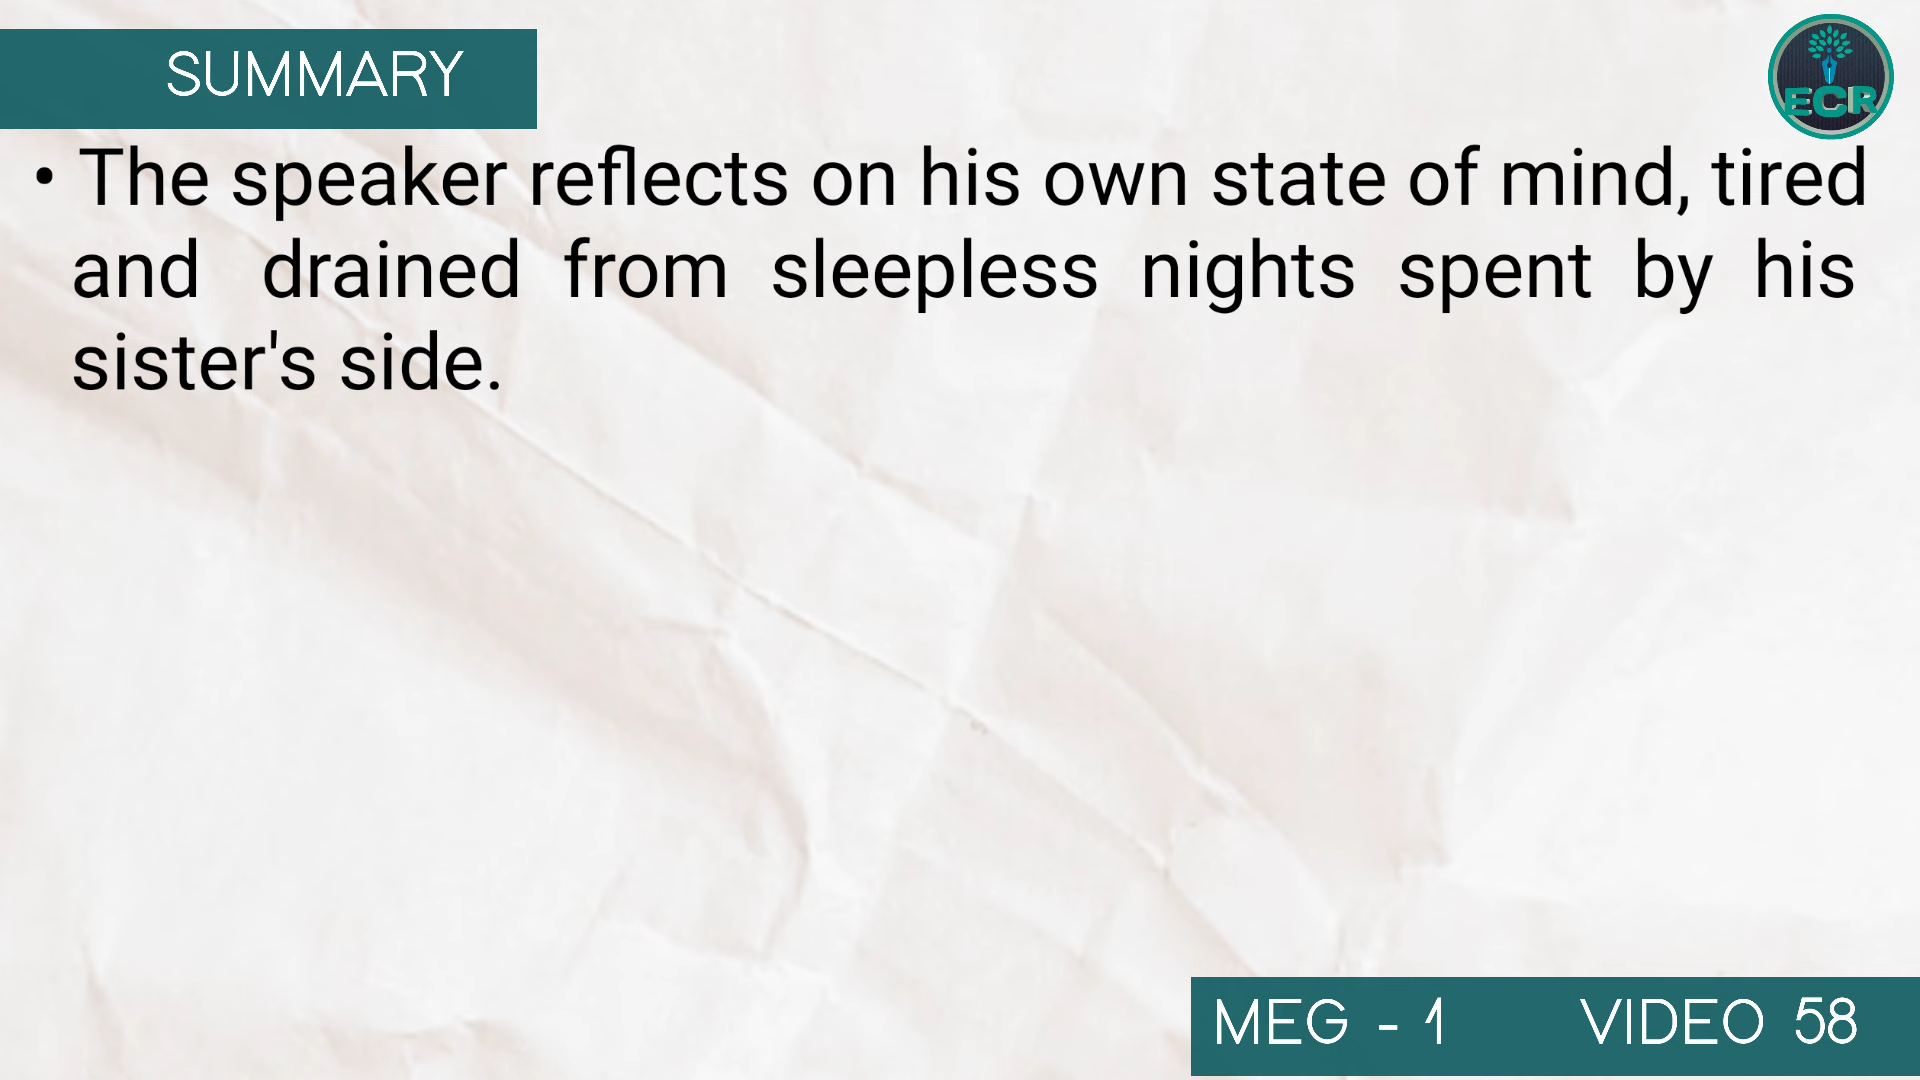 SUMMARY
ECR
• The speaker reflects on his own state of mind, tired
and drained from sleepless nights spent by his
sister's side.
MEG - 1 VIDEO 58